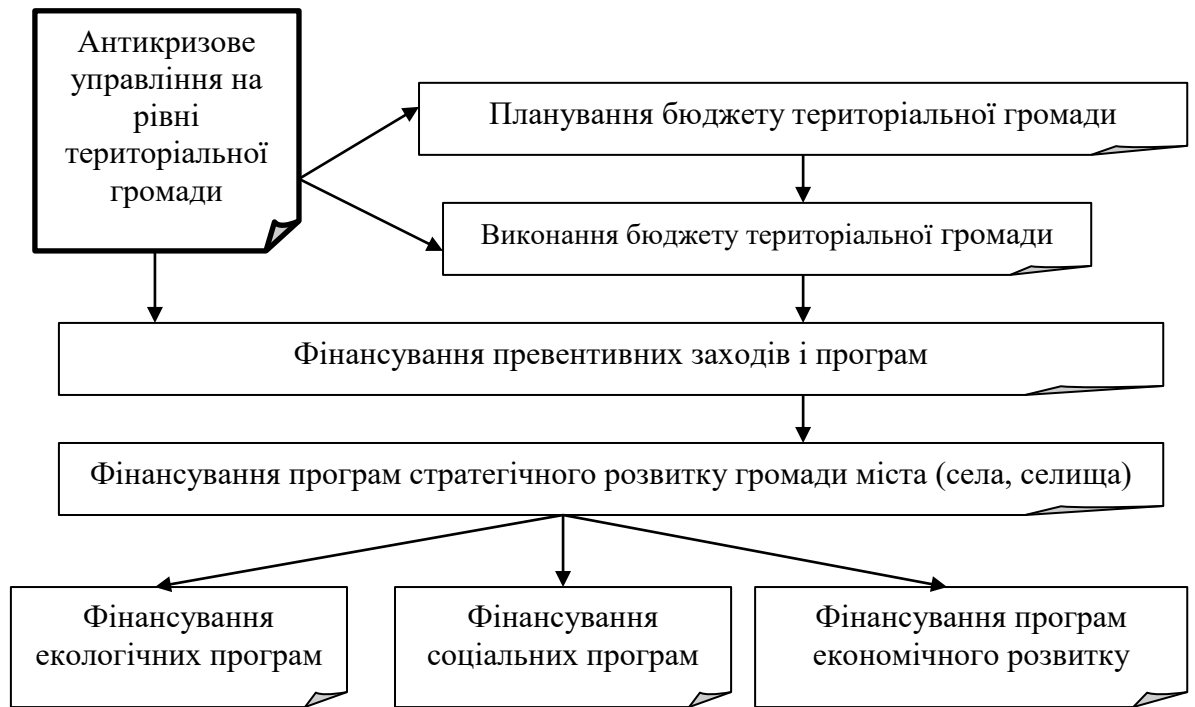 Антикризове
управління на
рівні
територіальної
громади
Планування бюджету територіальної громади
Виконання бюджету територіальної громади
Фінансування превентивних заходів і програм
Фінансування програм стратегічного розвитку громади міста (села, селища)
Фінансування
екологічних програм
Фінансування
соціальних програм
Фінансування програм
економічного розвитку